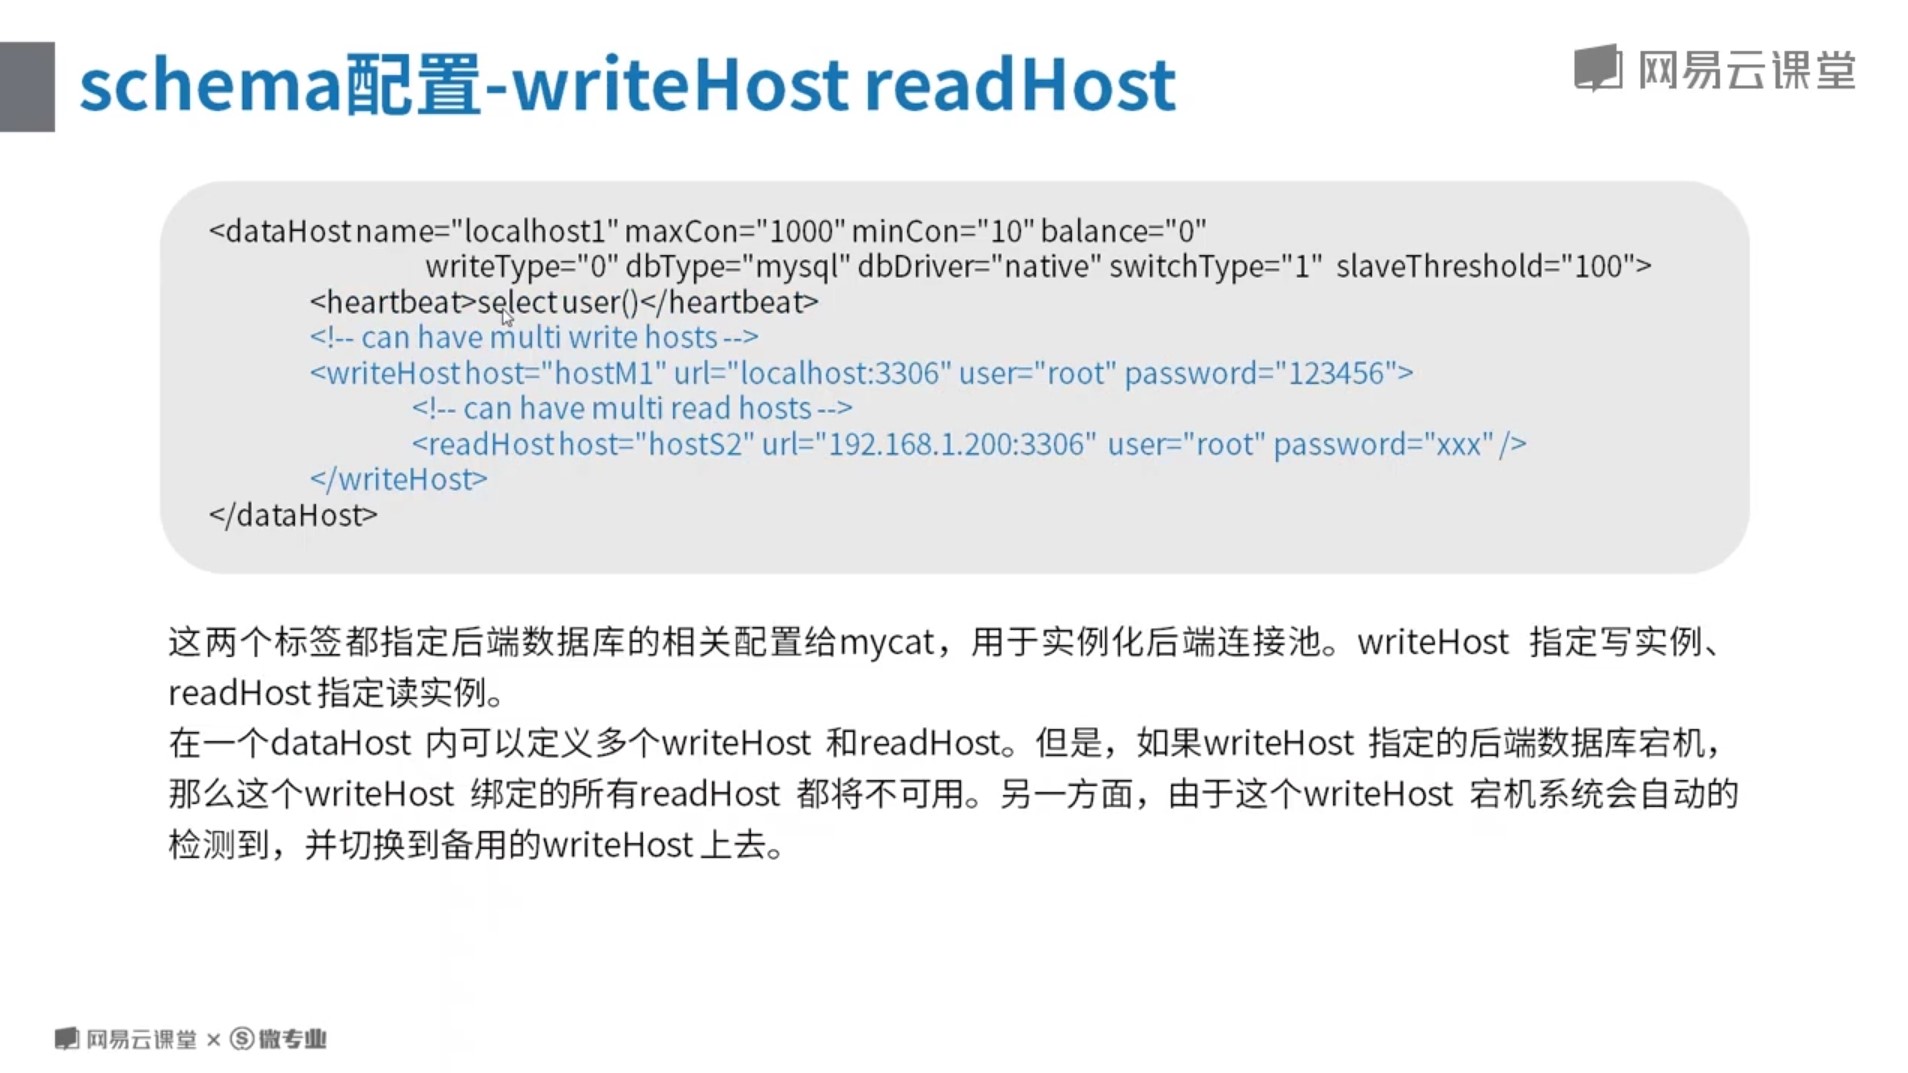 schema配置-writeHost readHost
网易云课堂
<dataHost name="localhost1" maxCon="1000" minCon="10" balance="0"
writeType="0" dbType="mysql" dbDriver="native" switchType="1" slaveThreshold="100">
<heartbeat>select user()</heartbeat>
<!-- can have multi write hosts -->
<writeHost host="hostM1" url="localhost:3306" user="root" password="123456">
<!-- can have multi read hosts -->
<readHost host="hostS2" url="192.168.1.200:3306" user="root" password="xxx" />
</writeHost>
</dataHost>
这两个标签都指定后端数据库的相关配置给mycat，用于实例化后端连接池。writeHost 指定写实例、
readHost 指定读实例。
在一个dataHost 内可以定义多个writeHost 和readHost。但是，如果writeHost 指定的后端数据库宕机，
那么这个writeHost 绑定的所有readHost 都将不可用。另一方面，由于这个writeHost 宕机系统会自动的
检测到，并切换到备用的writeHost 上去。
网易云课堂 × Ⓢ微专业